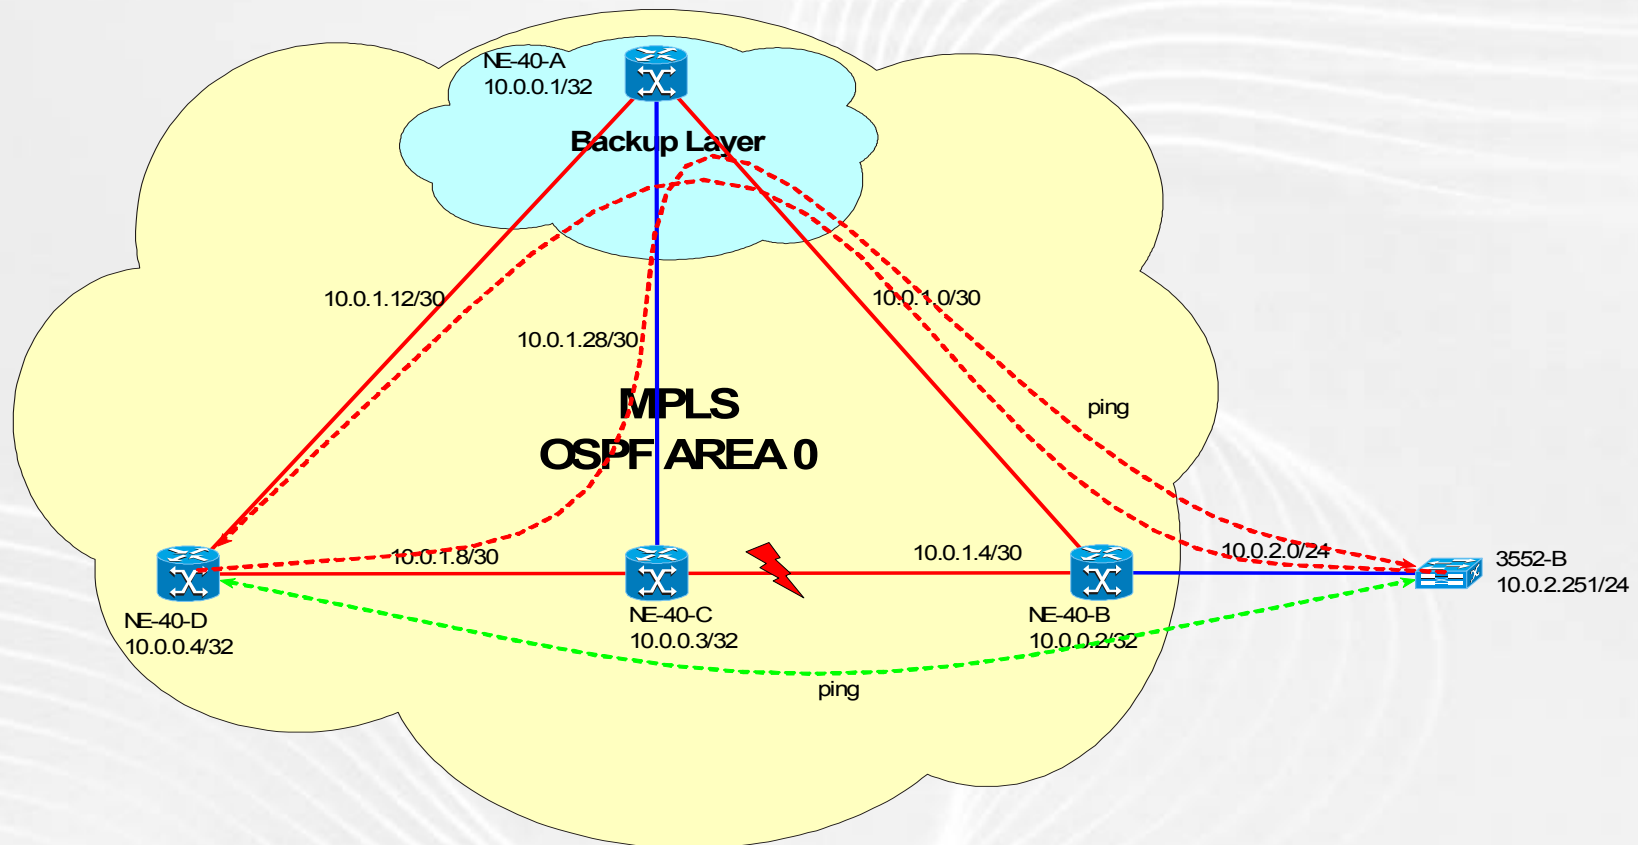 NE-40-A
10.0.0.1/32
Backup Layer
10.0.1.12/30
10.0.1.0/30
10.0.1.28/30
MPLS
OSPF AREA 0
ping
10.0.1.8/30
10.0.1.4/30
10.0.2.0/24
3552-B
10.0.2.251/24
NE-40-D
10.0.0.4/32
NE-40-C
10.0.0.3/32
NE-40-B
10.0.0.2/32
ping